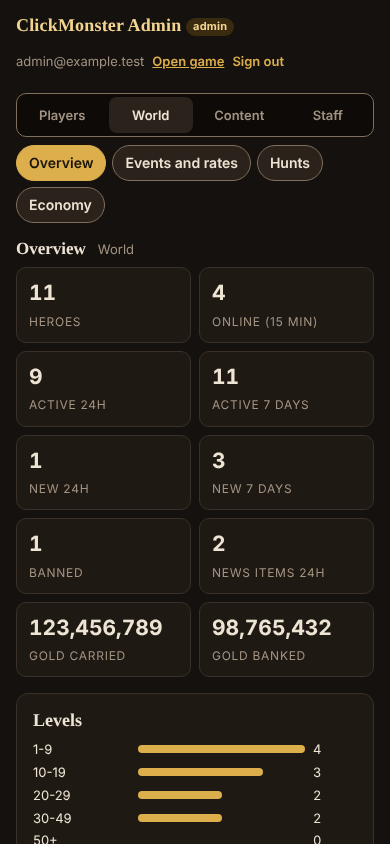 ClickMonster Admin admin
admin@example.test Open game Sign out
Players World Content Staff
Overview Events and rates Hunts
Economy
Overview World
11 4
HEROES ONLINE (15 MIN)
9 11
ACTIVE 24H ACTIVE 7 DAYS
1 3
NEW 24H NEW 7 DAYS
1 2
BANNED NEWS ITEMS 24H
123,456,789 98,765,432
GOLD CARRIED GOLD BANKED
Levels
1-9 4
10-19 3
20-29 2
30-49 2
50+ 0